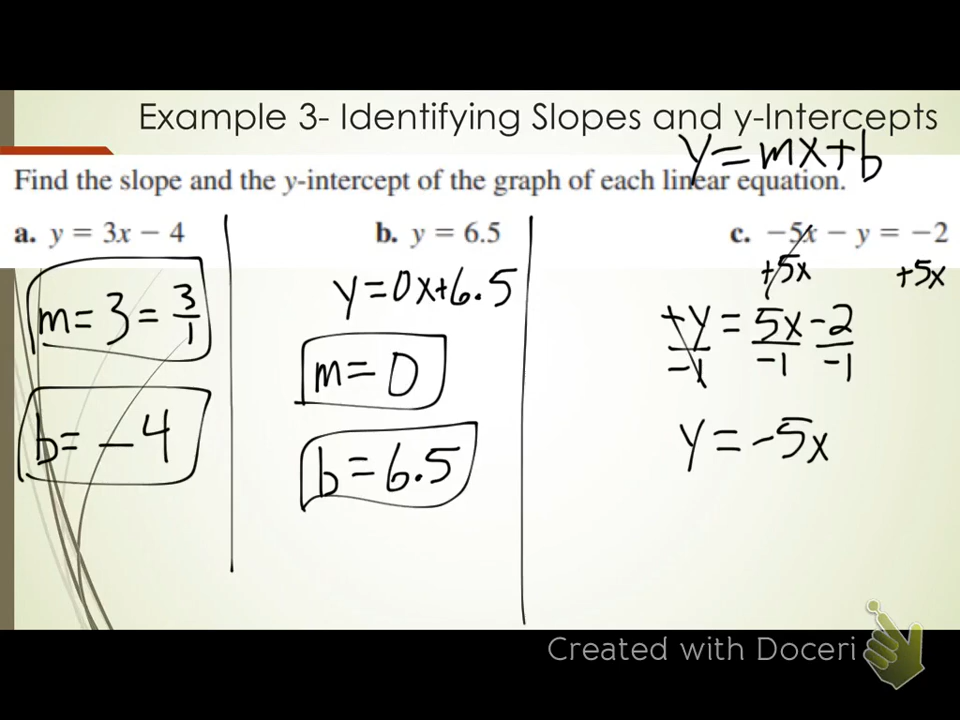 Example 3- Identifying Slopes and y-Intercepts
y=mx+b
Find the slope and the y-intercept of the graph of each linear equation.
a. y = 3x − 4
m= 3 = 3/1
b= −4
b. y = 6.5
y=0x+6.5
m= 0
b=6.5
c. −5x − y = −2
+5x +5x
-y/-1 = 5x/-1 -2/-1
y=-5x
Created with Doceri